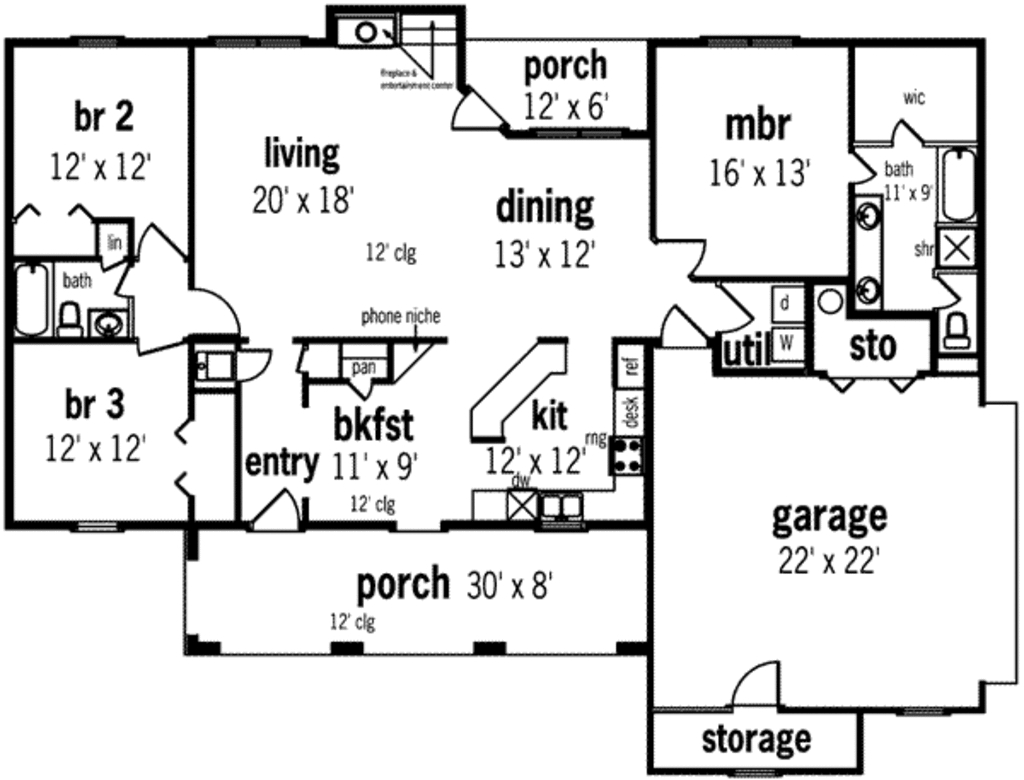 fireplace &
entertainment center
porch
12' x 6'
br 2
12' x 12'
living
20' x 18'
12' clg
dining
13' x 12'
mbr
16' x 13'
wic
bath
11' x 9'
shr
lin
bath
phone niche
pan
util
d
W
sto
br 3
12' x 12'
entry
bkfst
11' x 9'
12' clg
kit
12' x 12'
ref
desk
rng
dw
garage
22' x 22'
porch 30' x 8'
12' clg
storage